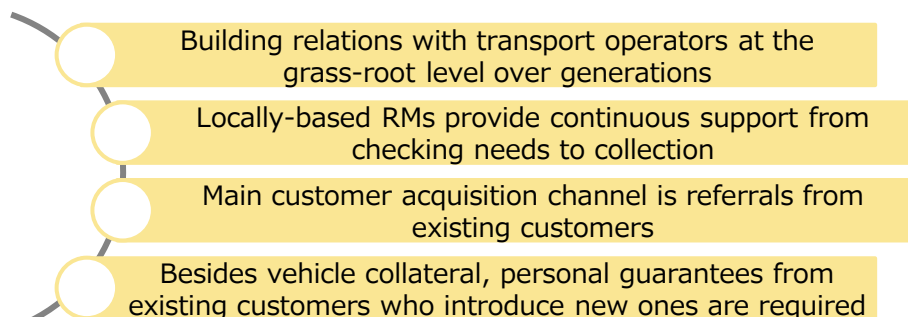 Building relations with transport operators at the
grass-root level over generations
Locally-based RMs provide continuous support from
checking needs to collection
Main customer acquisition channel is referrals from
existing customers
Besides vehicle collateral, personal guarantees from
existing customers who introduce new ones are required